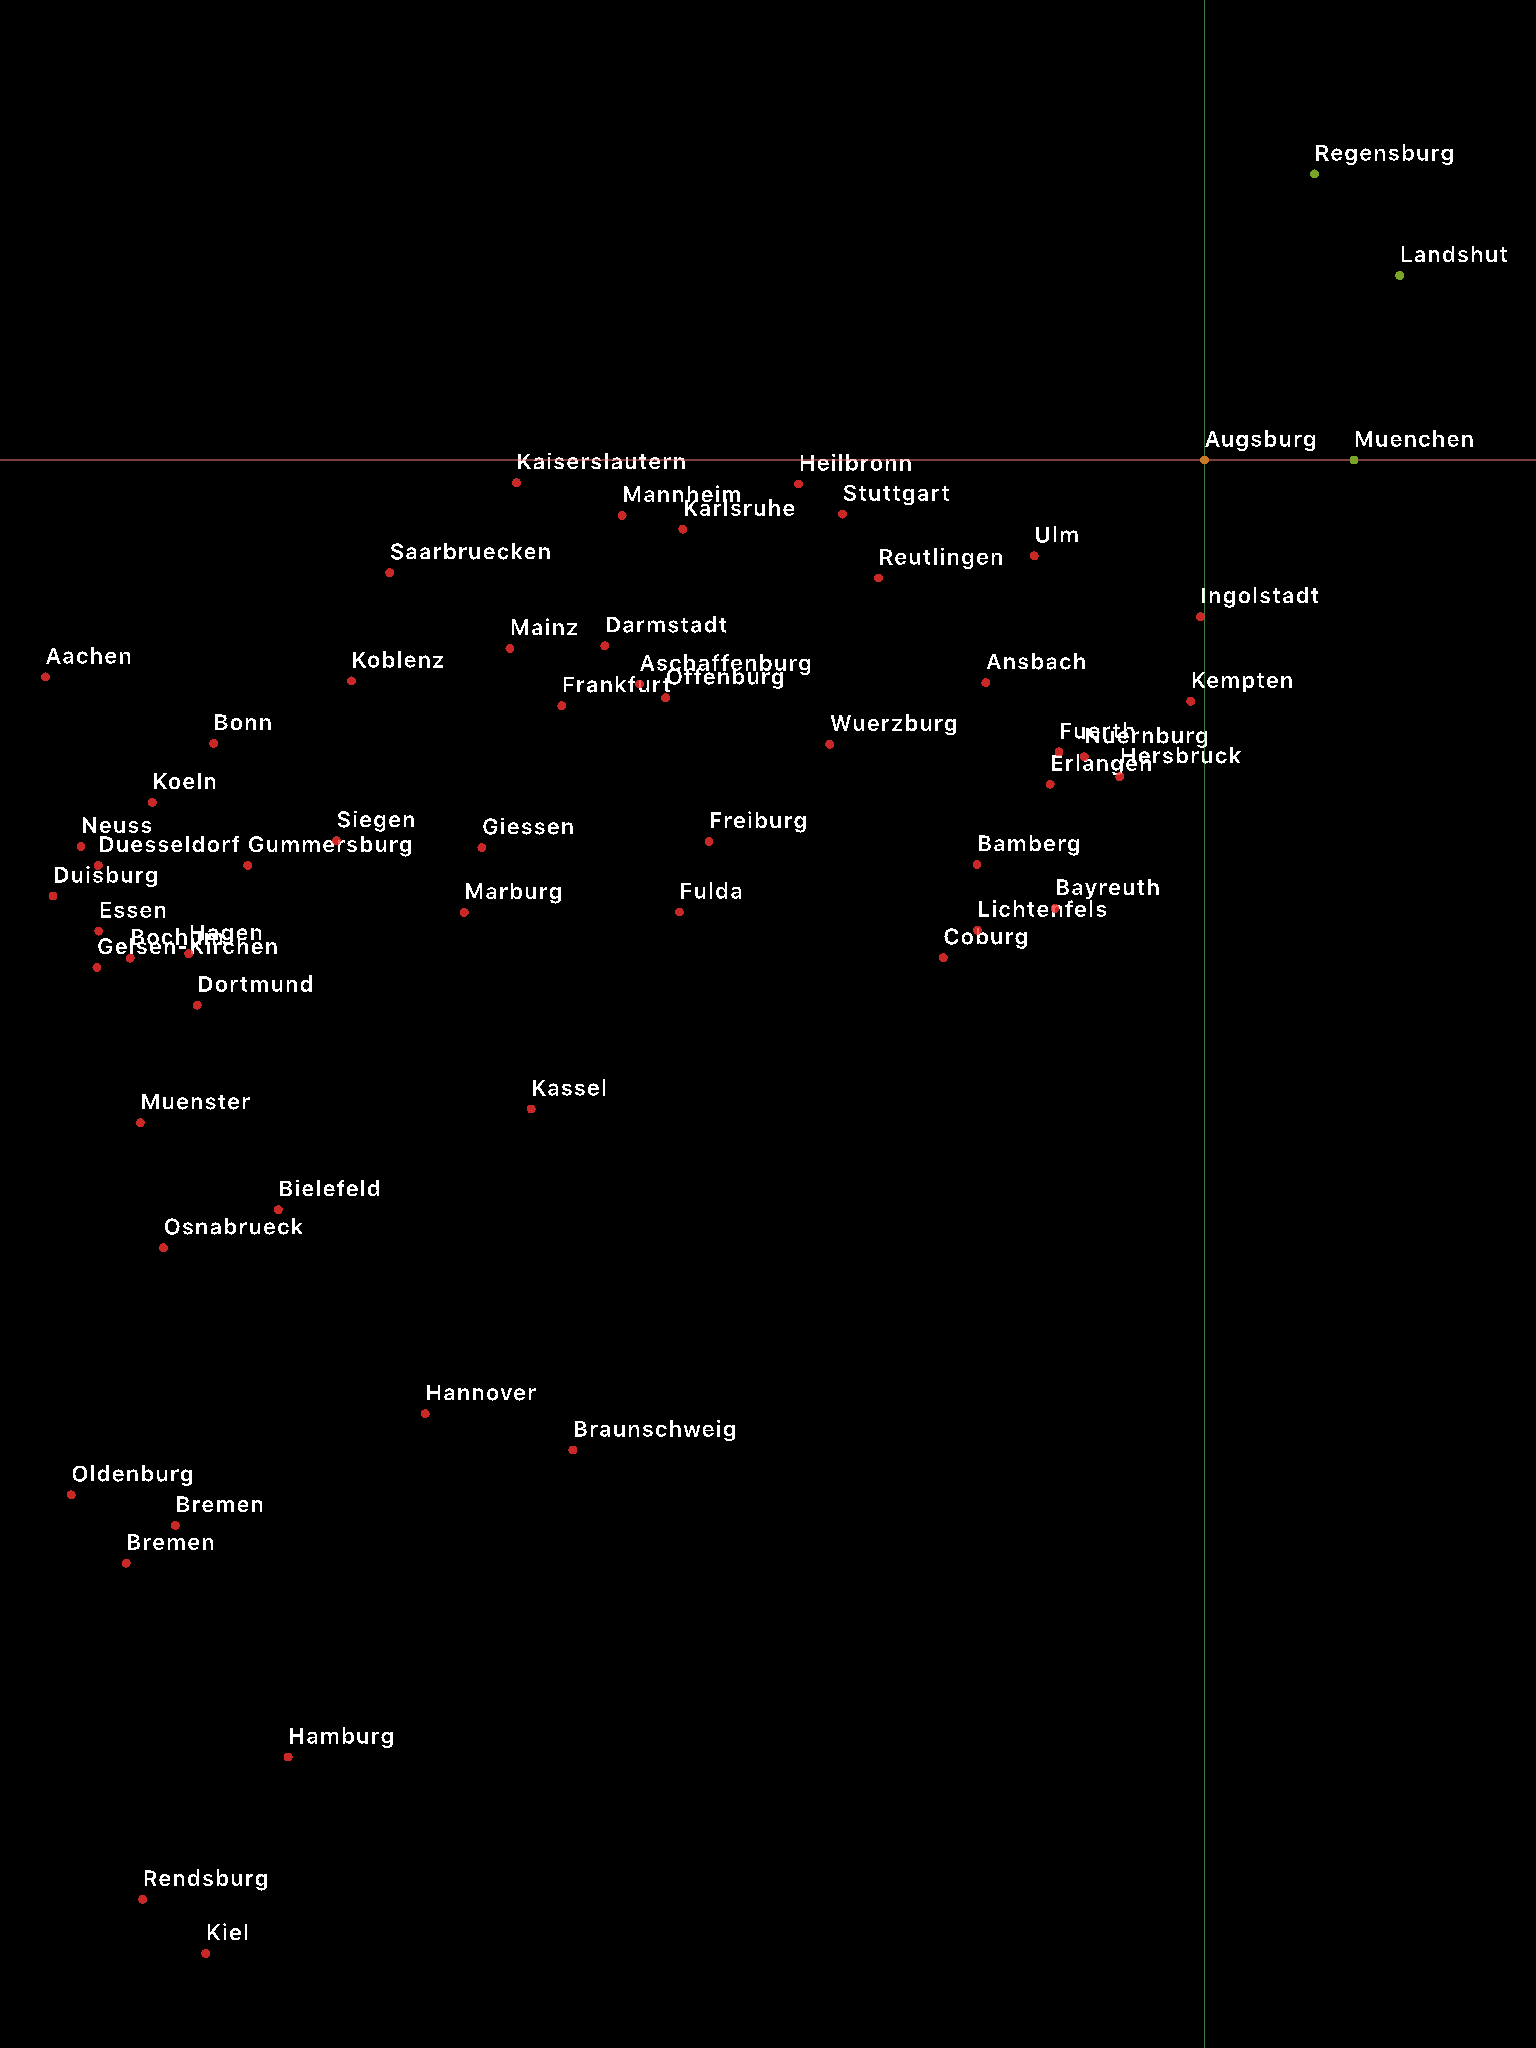 Regensburg
Landshut
Augsburg
Muenchen
Kaiserslautern
Heilbronn
Mannheim
Stuttgart
Karlsruhe
Ulm
Saarbruecken
Reutlingen
Ingolstadt
Darmstadt
Mainz
Aachen
Koblenz
Ansbach
Aschaffenburg
Offenburg
Kempten
Frankfurt
Bonn
Wuerzburg
Fuerth
Nuernburg
Hersbruck
Erlangen
Koeln
Siegen
Freiburg
Neuss
Giessen
Duesseldorf
Gummersburg
Bamberg
Duisburg
Bayreuth
Marburg
Fulda
Lichtenfels
Essen
Hagen
Bochum
Coburg
Gelsen-Kirchen
Dortmund
Kassel
Muenster
Bielefeld
Osnabrueck
Hannover
Braunschweig
Oldenburg
Bremen
Bremen
Hamburg
Rendsburg
Kiel